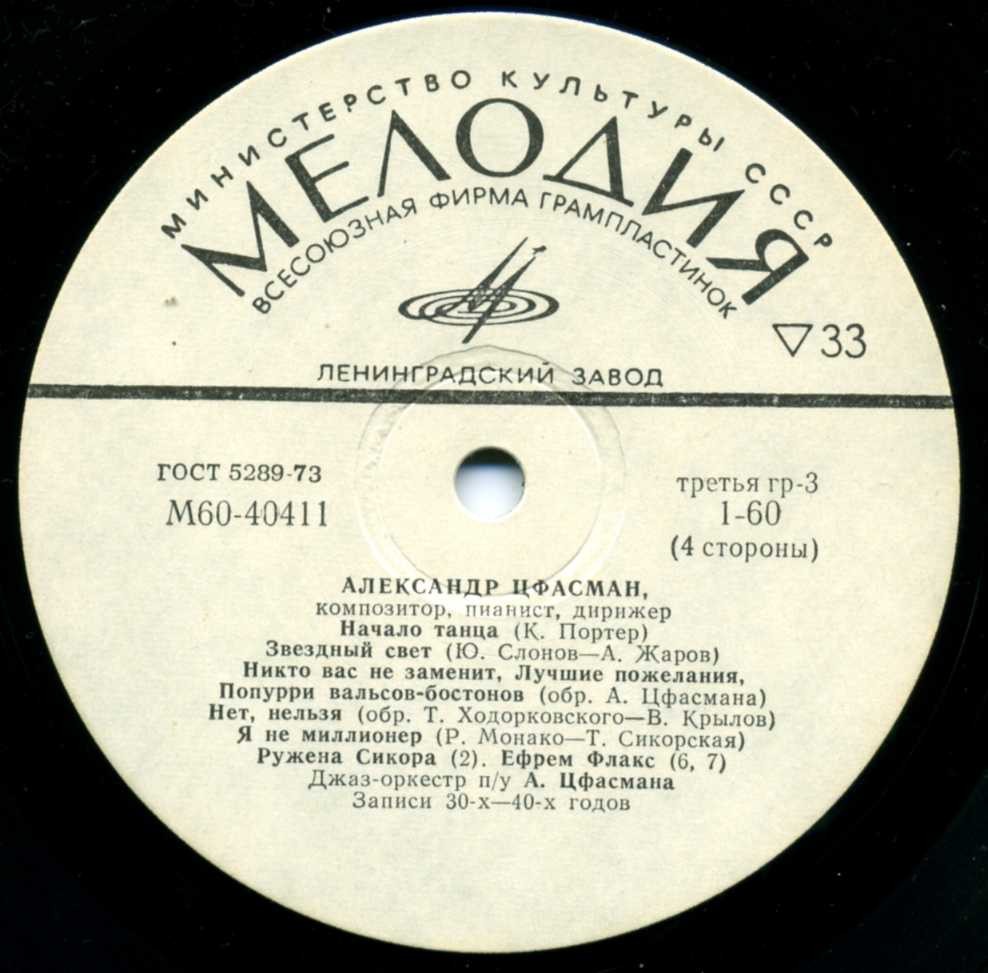 МИНИСТЕРСТВО КУЛЬТУРЫ СССР
МЕЛОДИЯ
ВСЕСОЮЗНАЯ ФИРМА ГРАМПЛАСТИНОК
33
ЛЕНИНГРАДСКИЙ ЗАВОД
ГОСТ 5289-73
М60-40411
третья гр-3
1-60
(4 стороны)
АЛЕКСАНДР ЦФАСМАН,
композитор, пианист, дирижер
Начало танца (К. Портер)
Звездный свет (Ю. Слонов—А. Жаров)
Никто вас не заменит, Лучшие пожелания,
Попурри вальсов-бостонов (обр. А. Цфасмана)
Нет, нельзя (обр. Т. Ходорковского—В. Крылов)
Я не миллионер (Р. Монако—Т. Сикорская)
Ружена Сикора (2). Ефрем Флакс (6, 7)
Джаз-оркестр п/у А. Цфасмана
Записи 30-х—40-х годов